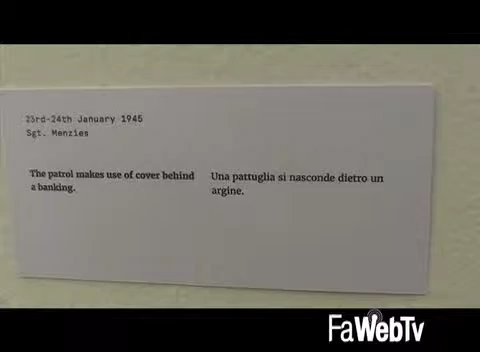 23rd-24th January 1945
Sgt. Menzies
The patrol makes use of cover behind
a banking.
Una pattuglia si nasconde dietro un
argine.
FaWebTv